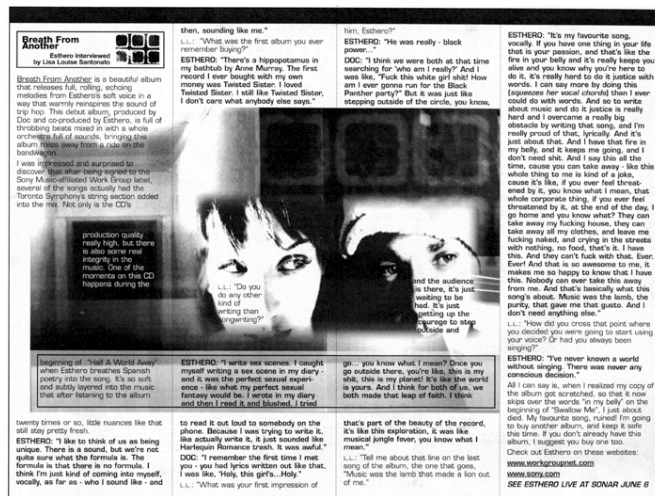 Breath From
Another
Esthero interviewed
by Lisa Louise Santonato
Breath From Another is a beautiful album
that releases full, rolling, echoing
melodies from Esthero's soft voice in a
way that warmly reinspires the sound of
trip hop. This debut album, produced by
Doc and co-produced by Esthero, is full of
throbbing beats mixed in with a whole
orchestra full of sounds, bringing this
album miles away from a ride on the
bandwagon.
I was impressed and surprised to
discover that after being signed to the
Sony Music-affiliated Work Group label,
several of the songs actually had the
Toronto Symphony's string section added
into the mix. Not only is the CD's
production quality
really high, but there
is also some real
integrity in the
music. One of the
moments on this CD
happens during the
beginning of "Half A World Away"
when Esthero breathes Spanish
poetry into the song. It's so soft
and subtly layered into the music
that after listening to the album
twenty times or so, little nuances like that
still stay pretty fresh.
ESTHERO: "I like to think of us as being
unique. There is a sound, but we're not
quite sure what the formula is. The
formula is that there is no formula. I
think I'm just kind of coming into myself,
vocally, as far as - who I sound like - and
then, sounding like me."
L.L.: "What was the first album you ever
remember buying?"
ESTHERO: "There's a hippopotamus in
my bathtub by Anne Murray. The first
record I ever bought with my own
money was Twisted Sister. I loved
Twisted Sister. I still like Twisted Sister,
I don't care what anybody else says."
L.L.: "Do you
do any other
kind of
writing than
songwriting?"
ESTHERO: "I write sex scenes. I caught
myself writing a sex scene in my diary -
and it was the perfect sexual experi-
ence - like what my perfect sexual
fantasy would be. I wrote in my diary
and then I read it and blushed. I tried
to read it out loud to somebody on the
phone. Because I was trying to write it,
like actually write it, it just sounded like
Harlequin Romance trash. It was awful."
DOC: "I remember the first time I met
you - you had lyrics written out like that,
I was like, 'Holy, this girl's...Holy."
L.L.: "What was your first impression of
him, Esthero?"
ESTHERO: "He was really - black
power..."
DOC: "I think we were both at that time
searching for 'who am I really?' And I
was like, "Fuck this white girl shit! How
am I ever gonna run for the Black
Panther party?" But it was just like
stepping outside of the circle, you know,
and the audience
is there, it's just
waiting to be
had. It's just
getting up the
courage to step
outside and
go... you know what I mean? Once you
go outside there, you're like, this is my
shit, this is my planet! It's like the world
is yours. And I think for both of us, we
both made that leap of faith. I think
that's part of the beauty of the record,
it's like this exploration, it was like
musical jungle fever, you know what I
mean."
L.L.: "Tell me about that line on the last
song of the album, the one that goes,
"Music was the lamb that made a lion out
of me."
ESTHERO: "It's my favourite song,
vocally. If you have one thing in your life
that is your passion, and that's like the
fire in your belly and it's really keeps you
alive and you know why you're here to
do it, it's really hard to do it justice with
words. I can say more by doing this
(squeezes her vocal chords) than I ever
could do with words. And so to write
about music and do it justice is really
hard and I overcame a really big
obstacle by writing that song, and I'm
really proud of that, lyrically. And it's
just about that. And I have that fire in
my belly, and it keeps me going, and I
don't need shit. And I say this all the
time, cause you can take away - like this
whole thing to me is kind of a joke,
cause it's like, if you ever feel threat-
ened by it, you know what I mean, that
whole corporate thing, if you ever feel
threatened by it, at the end of the day, I
go home and you know what? They can
take away my fucking house, they can
take away all my clothes, and leave me
fucking naked, and crying in the streets
with nothing, no food, that's it. I have
this. And they can't fuck with that. Ever.
Ever! And that is so awesome to me, it
makes me so happy to know that I have
this. Nobody can ever take this away
from me. And that's basically what this
song's about. Music was the lamb, the
purity, that gave me that gusto. And I
don't need anything else."
L.L.: "How did you cross that point where
you decided you were going to start using
your voice? Or had you always been
singing?"
ESTHERO: "I've never known a world
without singing. There was never any
conscious decision."
All I can say is, when I realized my copy of
the album got scratched, so that it now
skips over the words "in my belly" on the
beginning of "Swallow Me", I just about
died. My favourite song, ruined! I'm going
to buy another album, and keep it safe
this time. If you don't already have this
album, I suggest you buy one too.
Check out Esthero on these websites:
www.workgroupnet.com
www.sony.com
SEE ESTHERO LIVE AT SONAR JUNE 6